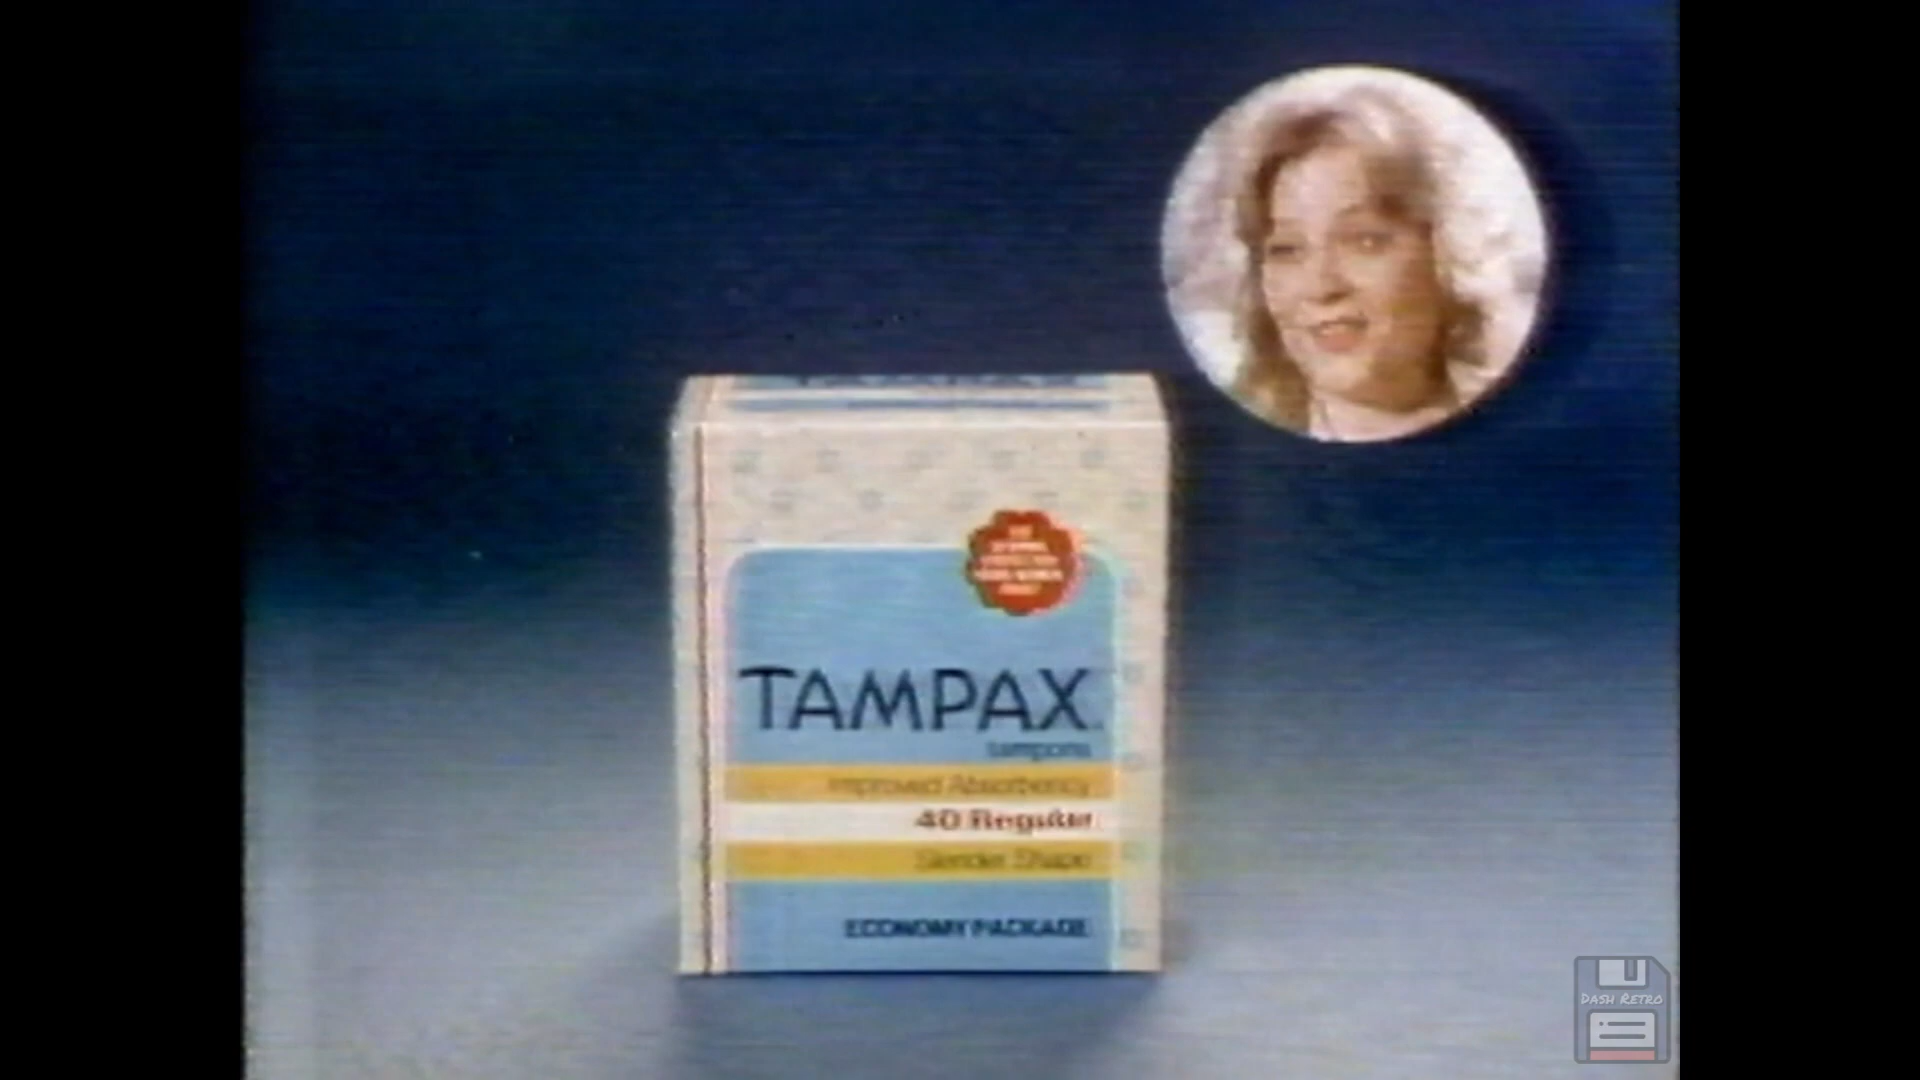 TAMPAX
tampons
Improved Absorbency
40 Regular
Slender Shape
ECONOMY PACKAGE
DASH RETRO